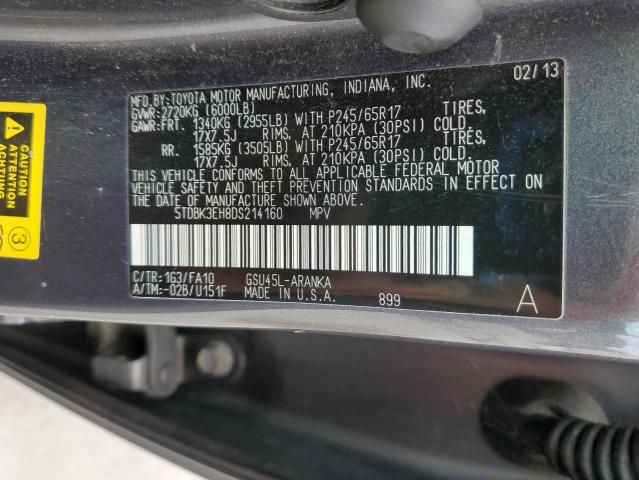 02/13
MFD.BY:TOYOTA MOTOR MANUFACTURING, INDIANA, INC.
GVWR:2720KG (6000LB)
GAWR:FRT. 1340KG (2955LB) WITH P245/65R17 TIRES,
17X7.5J RIMS, AT 210KPA (30PSI) COLD.
RR. 1585KG (3505LB) WITH P245/65R17 TIRES,
17X7.5J RIMS, AT 210KPA (30PSI) COLD.
THIS VEHICLE CONFORMS TO ALL APPLICABLE FEDERAL MOTOR
VEHICLE SAFETY AND THEFT PREVENTION STANDARDS IN EFFECT ON
THE DATE OF MANUFACTURE SHOWN ABOVE.
5TDBK3EH8DS214160 MPV
C/TR:1G3/FA10 GSU45L-ARANKA
A/TM:-02B/U151F MADE IN U.S.A. 899 A
CAUTION
ATTENTION
ACHTUNG
3